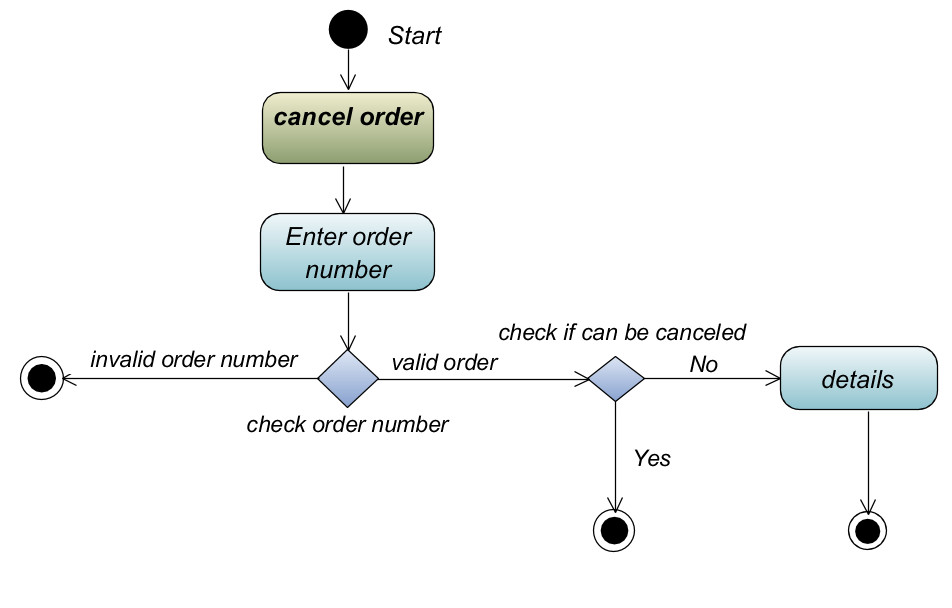 Start
cancel order
Enter order
number
check if can be canceled
invalid order number
valid order
No
details
check order number
Yes